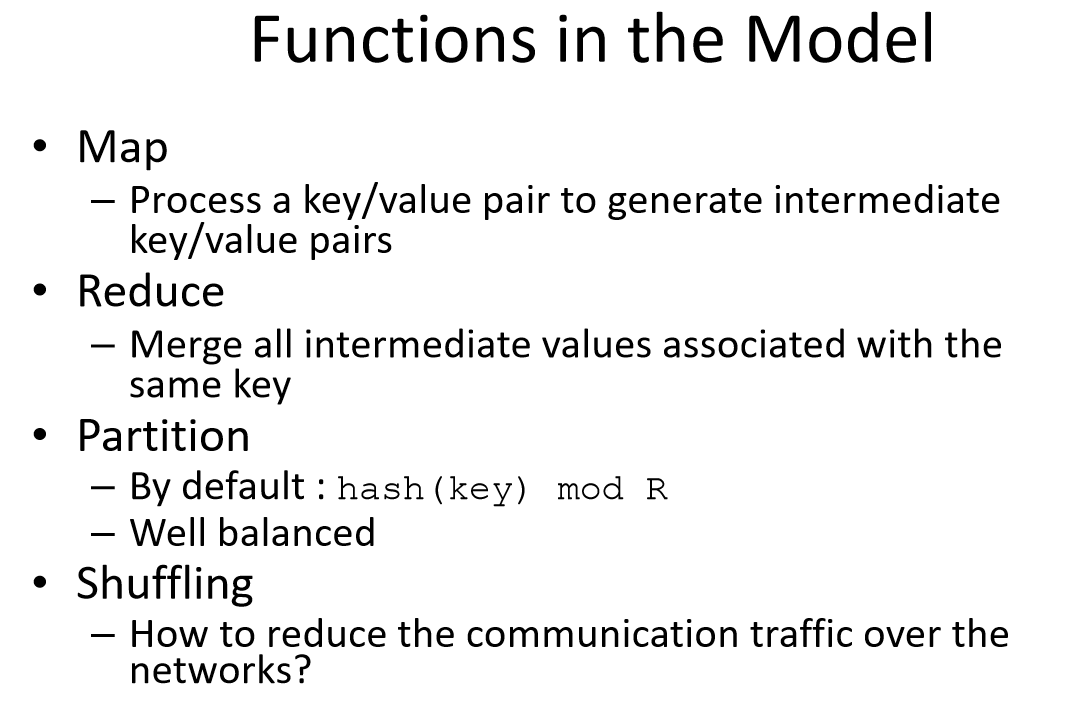 Functions in the Model
• Map
– Process a key/value pair to generate intermediate
key/value pairs
• Reduce
– Merge all intermediate values associated with the
same key
• Partition
– By default : hash(key) mod R
– Well balanced
• Shuffling
– How to reduce the communication traffic over the
networks?